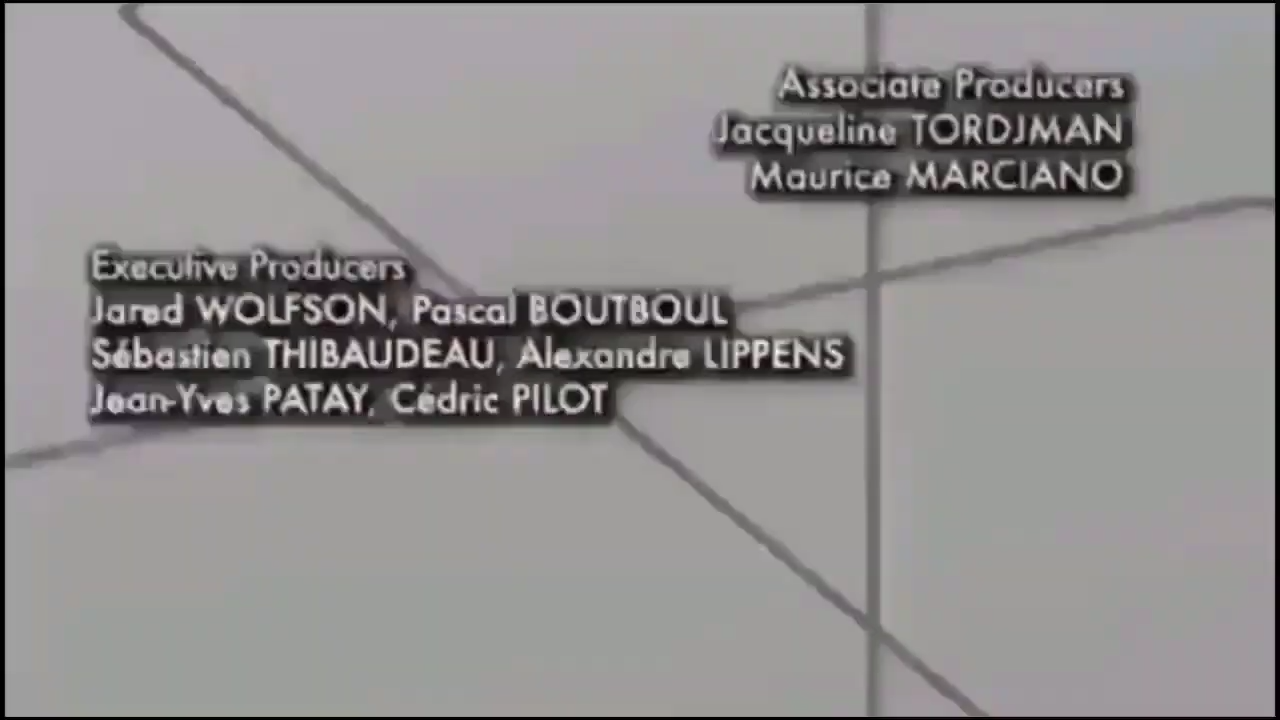 Associate Producers
Jacqueline TORDJMAN
Maurice MARCIANO
Executive Producers
Jared WOLFSON, Pascal BOUTBOUL
Sébastien THIBAUDEAU, Alexandre LIPPENS
Jean-Yves PATAY, Cédric PILOT